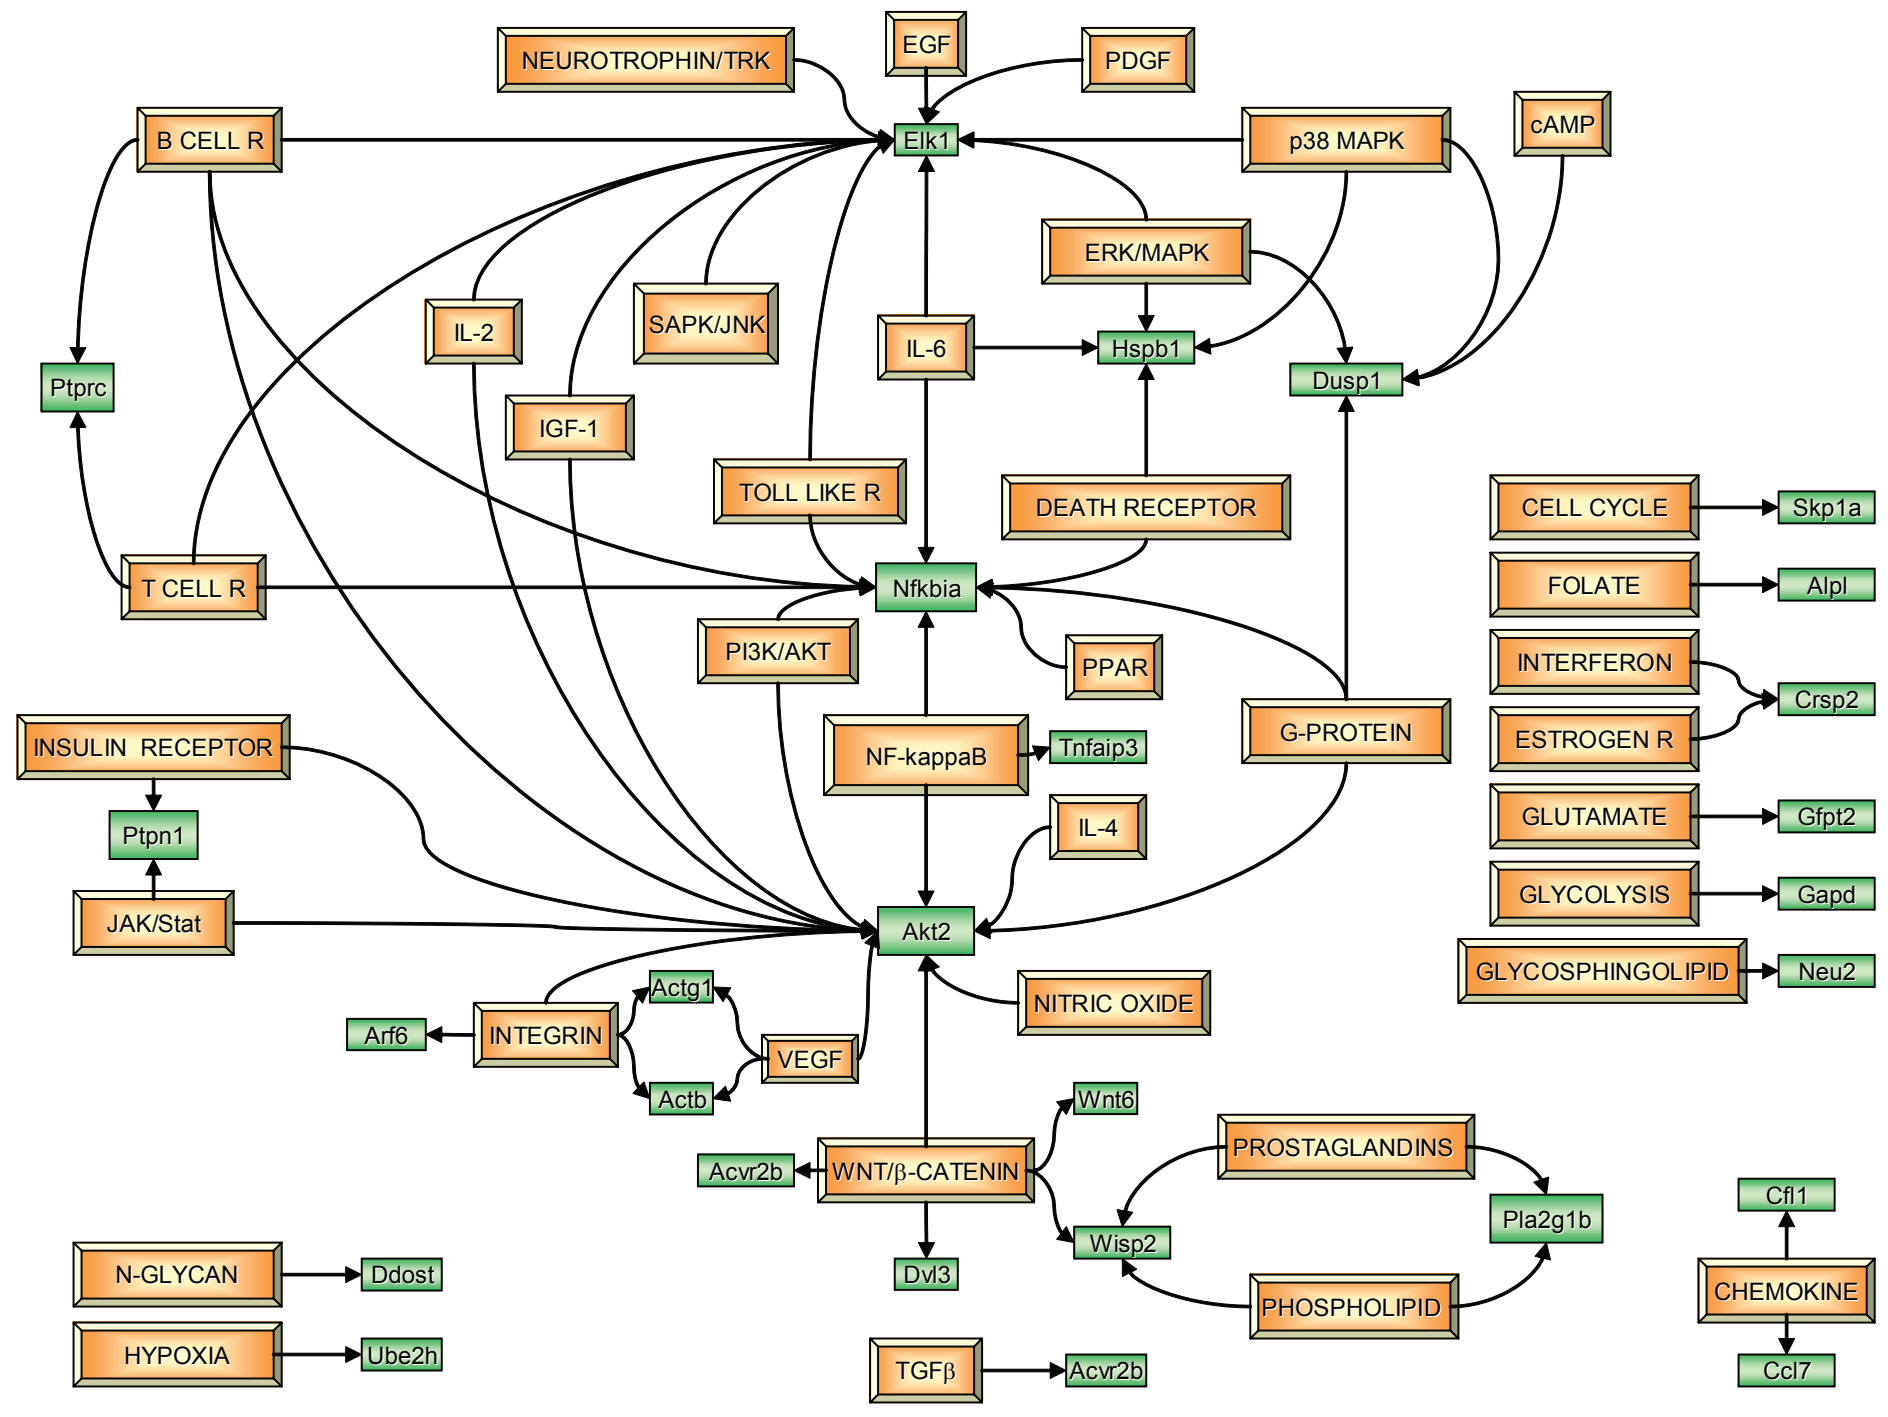 EGF
NEUROTROPHIN/TRK
PDGF
cAMP
B CELL R
Elk1
p38 MAPK
ERK/MAPK
IL-2
SAPK/JNK
IL-6
Hspb1
Dusp1
Ptprc
IGF-1
TOLL LIKE R
DEATH RECEPTOR
CELL CYCLE
Skp1a
T CELL R
Nfkbia
FOLATE
Alpl
PI3K/AKT
PPAR
INTERFERON
Crsp2
INSULIN RECEPTOR
NF-kappaB
Tnfaip3
G-PROTEIN
ESTROGEN R
Ptpn1
IL-4
GLUTAMATE
Gfpt2
JAK/Stat
Akt2
GLYCOLYSIS
Gapd
Actg1
NITRIC OXIDE
GLYCOSPHINGOLIPID
Neu2
Arf6
INTEGRIN
VEGF
Actb
Wnt6
Acvr2b
WNT/β-CATENIN
PROSTAGLANDINS
Wisp2
Pla2g1b
Cfl1
N-GLYCAN
Ddost
Dvl3
PHOSPHOLIPID
CHEMOKINE
HYPOXIA
Ube2h
TGFβ
Acvr2b
Ccl7